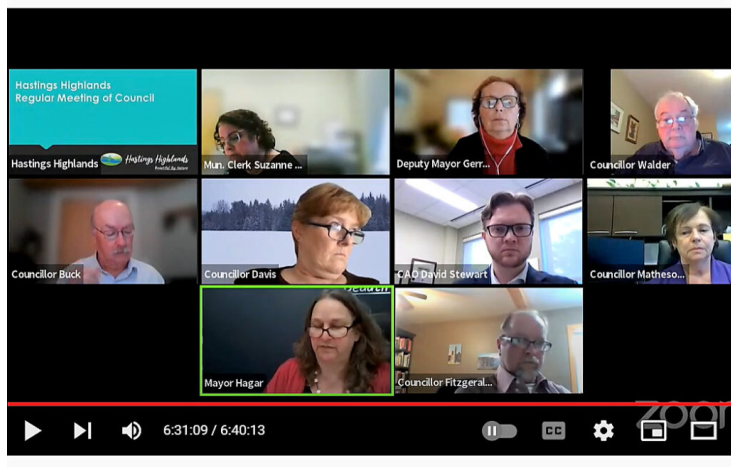 Hastings Highlands
Regular Meeting of Council
Hastings Highlands
Hastings Highlands
Mun. Clerk Suzanne ...
Deputy Mayor Gerr...
Councillor Walder
Councillor Buck
Councillor Davis
CAO David Stewart
Councillor Matheso...
Mayor Hagar
Councillor Fitzgeral...
zoom
6:31:09 / 6:40:13
CC